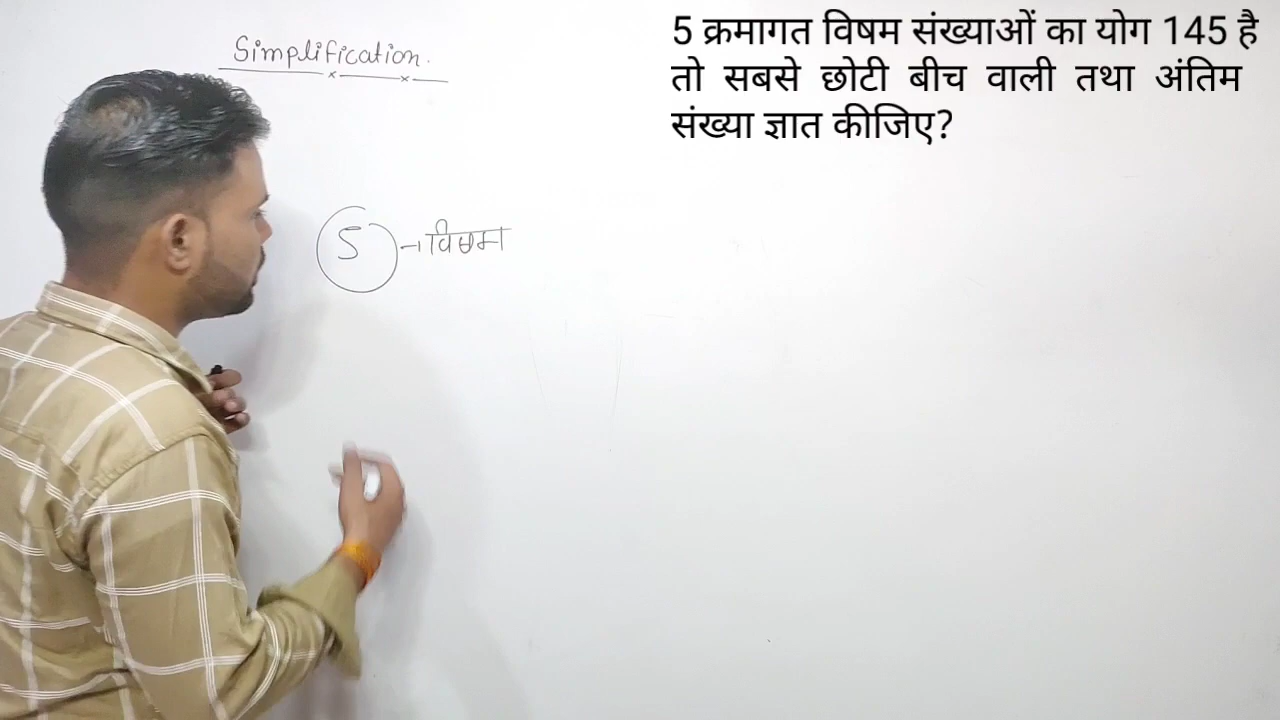 Simplification.
5 क्रमागत विषम संख्याओं का योग 145 है
तो सबसे छोटी बीच वाली तथा अंतिम
संख्या ज्ञात कीजिए?
5 → विषम